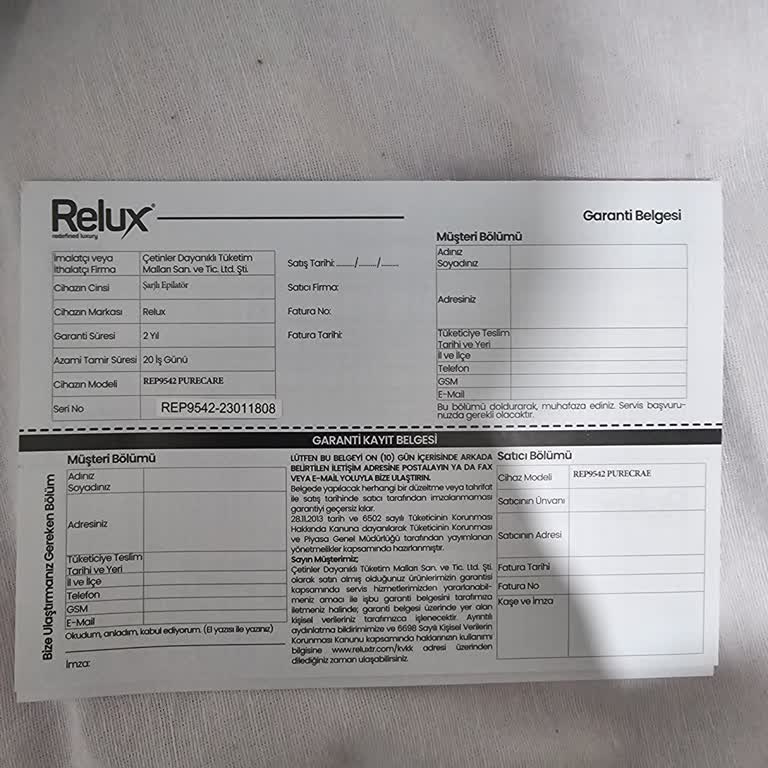 Relux®
redefined luxury
Garanti Belgesi
İmalatçı veya
İthalatçı Firma
Çetinler Dayanıklı Tüketim
Malları San. ve Tic. Ltd. Şti.
Cihazın Cinsi
Şarjlı Epilatör
Cihazın Markası
Relux
Garanti Süresi
2 Yıl
Azami Tamir Süresi
20 İş Günü
Cihazın Modeli
REP9542 PURECARE
Seri No
REP9542-23011808
Satış Tarihi: ......../......../........
Satıcı Firma:
Fatura No:
Fatura Tarihi:
Müşteri Bölümü
Adınız
Soyadınız
Adresiniz
Tüketiciye Teslim
Tarihi ve Yeri
İl ve İlçe
Telefon
GSM
E-Mail
Bu bölümü doldurarak, muhafaza ediniz. Servis başvuru-
nuzda gerekli olacaktır.
GARANTİ KAYIT BELGESİ
Bize Ulaştırmanız Gereken Bölüm
Müşteri Bölümü
Adınız
Soyadınız
Adresiniz
Tüketiciye Teslim
Tarihi ve Yeri
İl ve İlçe
Telefon
GSM
E-Mail
Okudum, anladım, kabul ediyorum. (El yazısı ile yazınız)
İmza:
LÜTFEN BU BELGEYİ ON (10) GÜN İÇERİSİNDE ARKADA
BELİRTİLEN İLETİŞİM ADRESİNE POSTALAYIN YA DA FAX
VEYA E-MAIL YOLUYLA BİZE ULAŞTIRIN.
Belgede yapılacak herhangi bir düzeltme veya tahrifat
ile satış tarihinde satıcı tarafından imzalanmaması
garantiyi geçersiz kılar.
28.11.2013 tarih ve 6502 sayılı Tüketicinin Korunması
Hakkında Kanuna dayanılarak Tüketicinin Korunması
ve Piyasa Genel Müdürlüğü tarafından yayımlanan
yönetmelikler kapsamında hazırlanmıştır.
Sayın Müşterimiz;
Çetinler Dayanıklı Tüketim Malları San. ve Tic. Ltd. Şti.
olarak satın almış olduğunuz ürünlerimizin garantisi
kapsamında servis hizmetlerimizden yararlanabil-
meniz amacı ile işbu garanti belgesini tarafımıza
iletmeniz halinde; garanti belgesi üzerinde yer alan
kişisel verileriniz tarafımızca işlenecektir. Ayrıntılı
aydınlatma bildirimimize ve 6698 Sayılı Kişisel Verilerin
Korunması Kanunu kapsamında haklarınızın kullanımı
bilgisine www.reluxtr.com/kvkk adresi üzerinden
dilediğiniz zaman ulaşabilirsiniz.
Satıcı Bölümü
Cihaz Modeli
REP9542 PURECRAE
Satıcının Ünvanı
Satıcının Adresi
Fatura Tarihi
Fatura No
Kaşe ve İmza